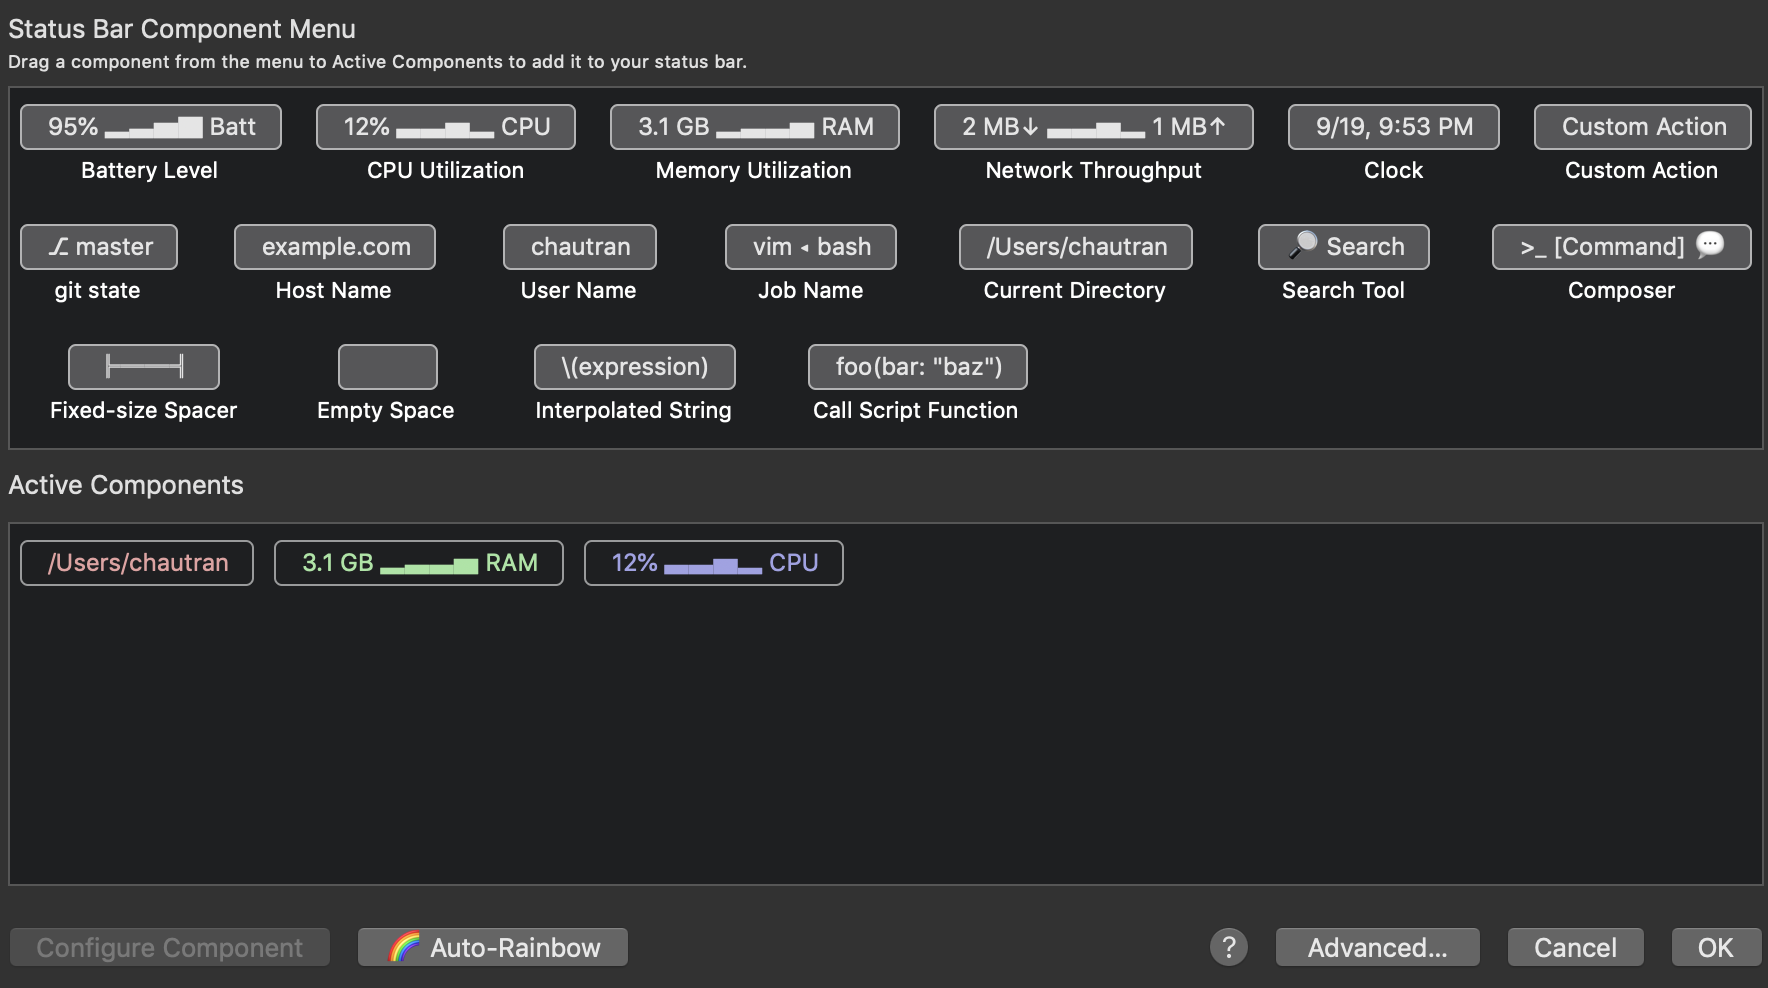 Status Bar Component Menu
Drag a component from the menu to Active Components to add it to your status bar.
95% Batt
12% CPU
3.1 GB RAM
2 MB↓ 1 MB↑
9/19, 9:53 PM
Custom Action
Battery Level
CPU Utilization
Memory Utilization
Network Throughput
Clock
Custom Action
master
example.com
chautran
vim ◂ bash
/Users/chautran
Search
>_ [Command]
git state
Host Name
User Name
Job Name
Current Directory
Search Tool
Composer
\(expression)
foo(bar: "baz")
Fixed-size Spacer
Empty Space
Interpolated String
Call Script Function
Active Components
/Users/chautran
3.1 GB RAM
12% CPU
Configure Component
Auto-Rainbow
?
Advanced...
Cancel
OK